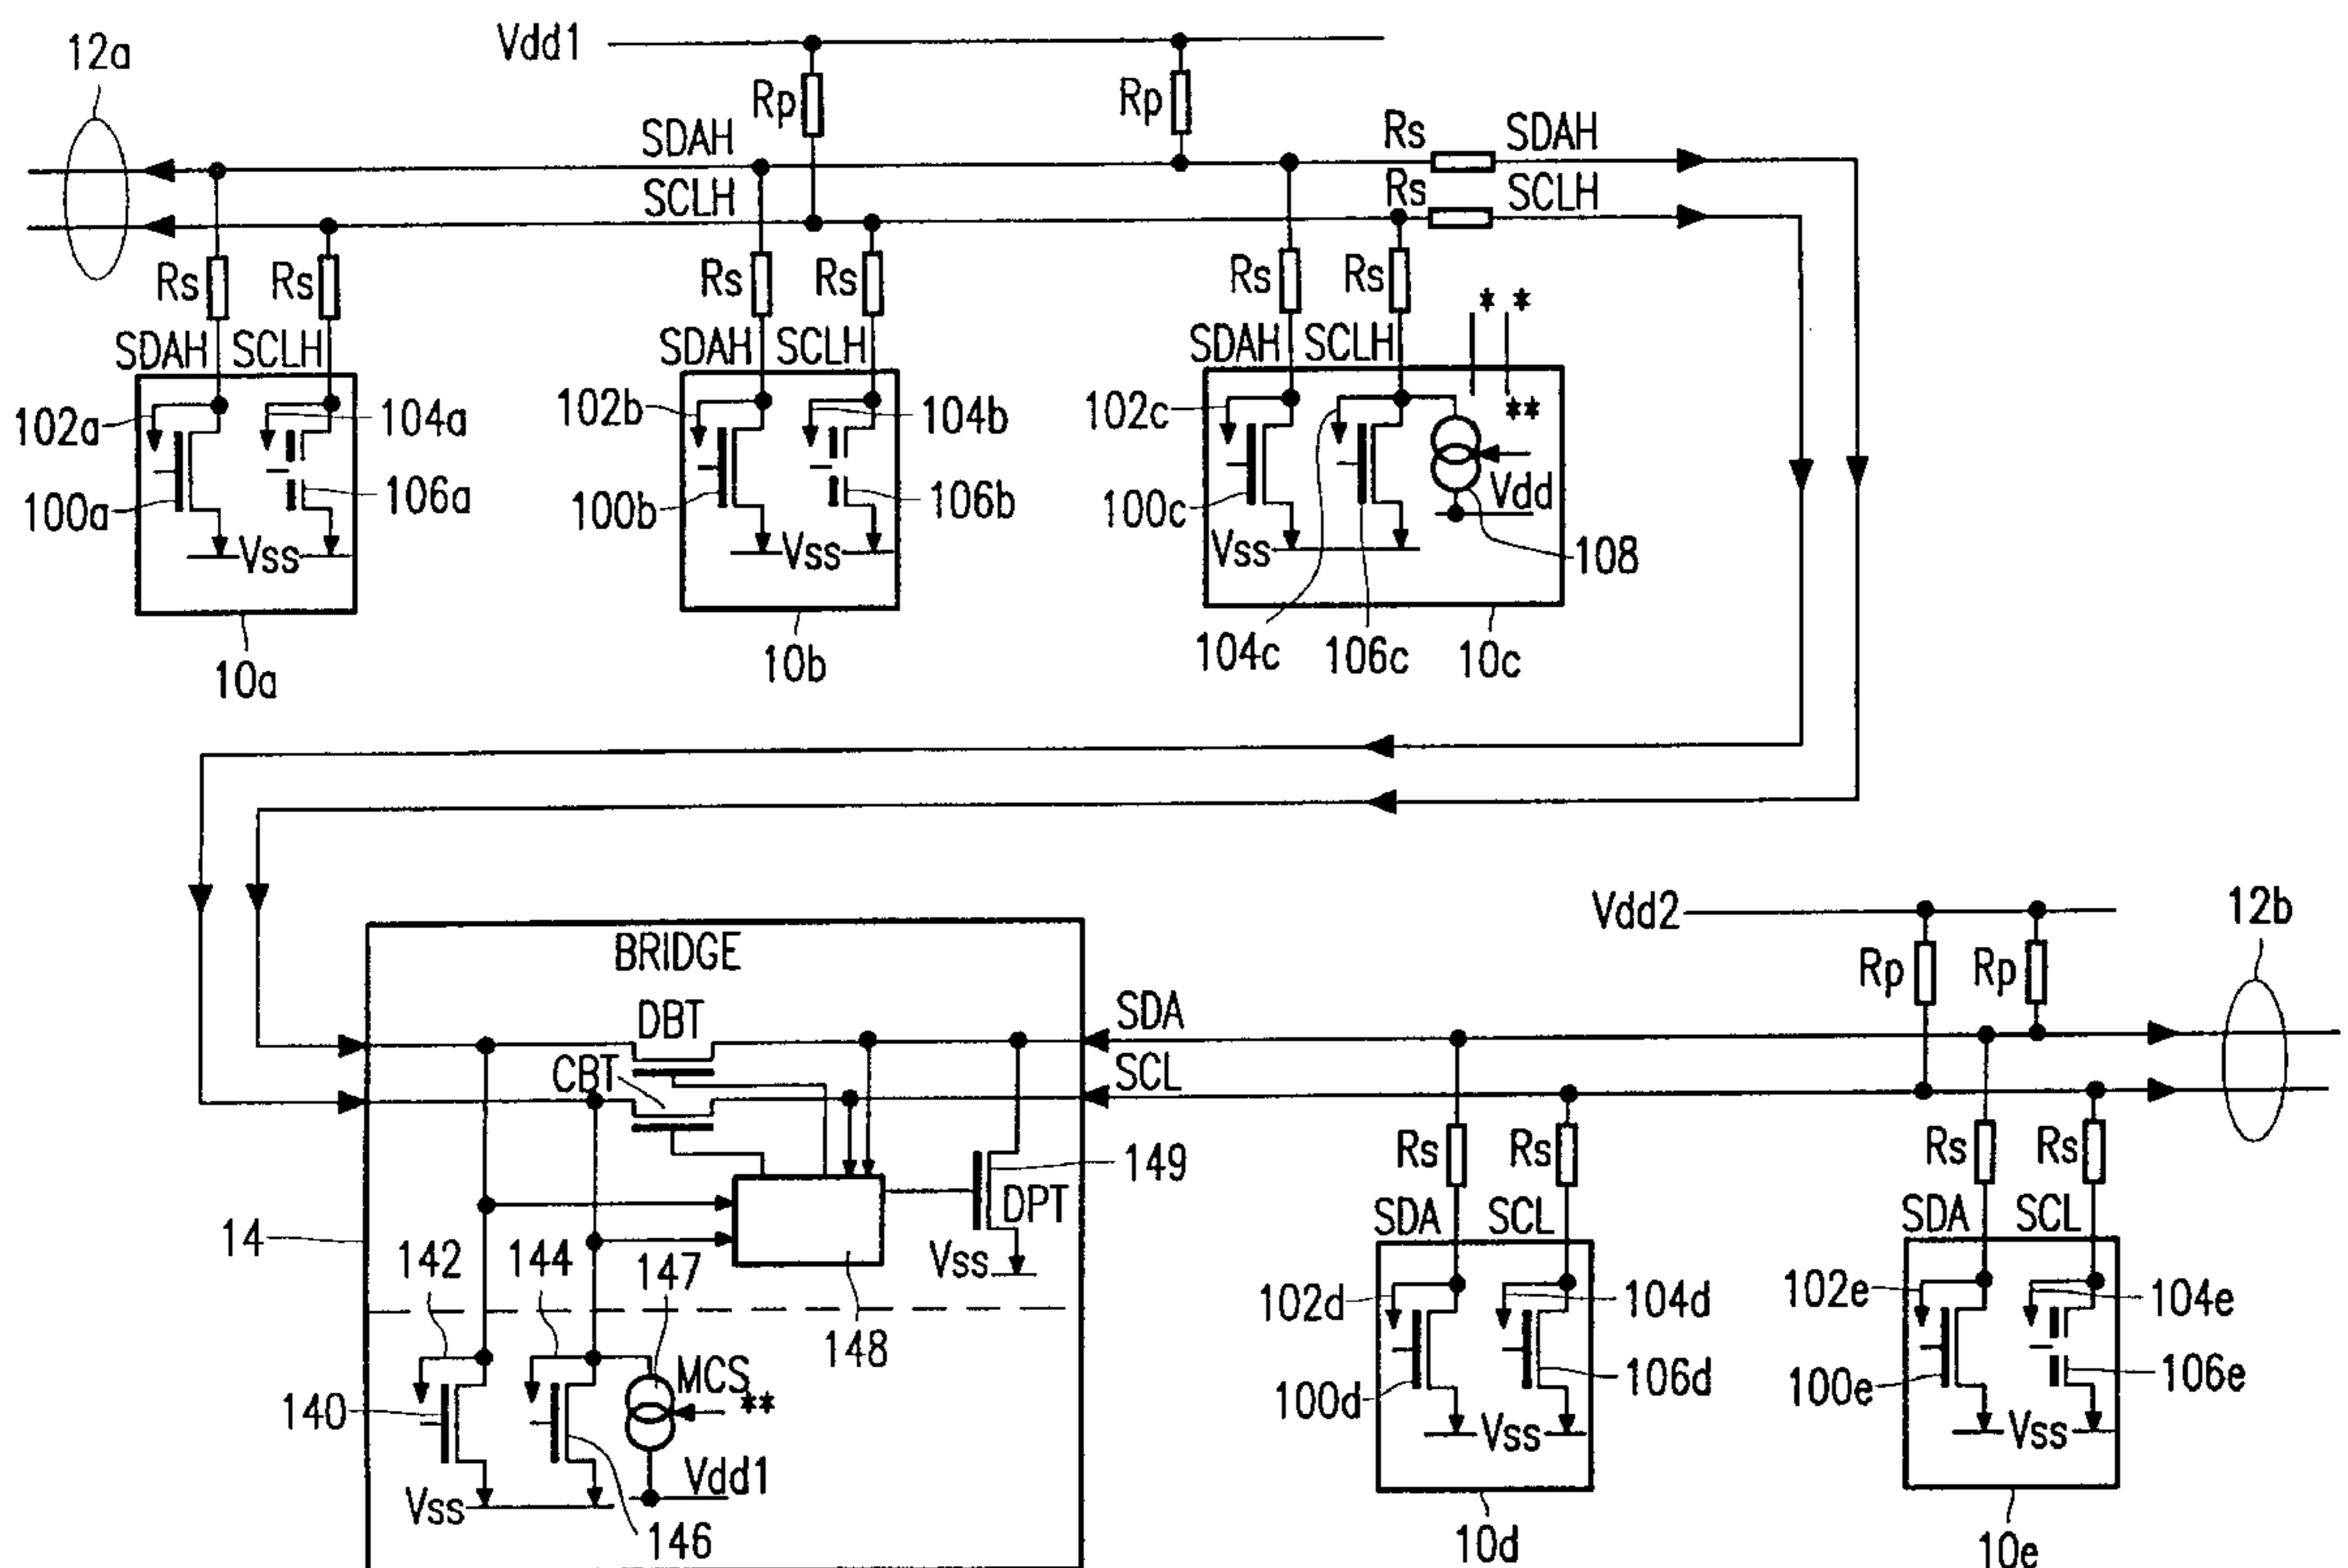 12a
Vdd1
Rp
Rp
SDAH
Rs
SDAH
SCLH
Rs
SCLH
Rs
Rs
Rs
Rs
Rs
Rs
* *
SDAH
SCLH
SDAH
SCLH
SDAH
SCLH
102a
104a
102b
104b
102c
**
100a
106a
100b
106b
100c
Vdd
Vss
Vss
Vss
108
104c
106c
10c
10a
10b
Vdd2
12b
BRIDGE
Rp
Rp
DBT
SDA
CBT
SCL
149
Rs
Rs
Rs
Rs
DPT
14
142
144
147
Vss
SDA
SCL
SDA
SCL
148
102d
104d
102e
104e
MCS
**
140
100d
106d
100e
106e
Vss
Vss
Vdd1
Vss
146
10d
10e